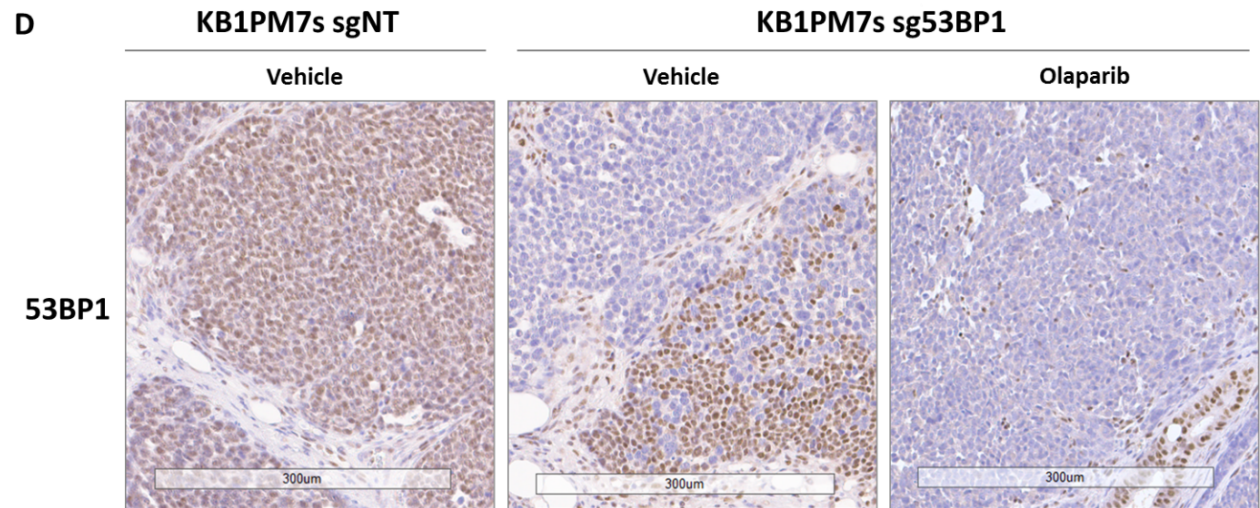 D
KB1PM7s sgNT
KB1PM7s sg53BP1
Vehicle
Vehicle
Olaparib
53BP1
300um
300um
300um